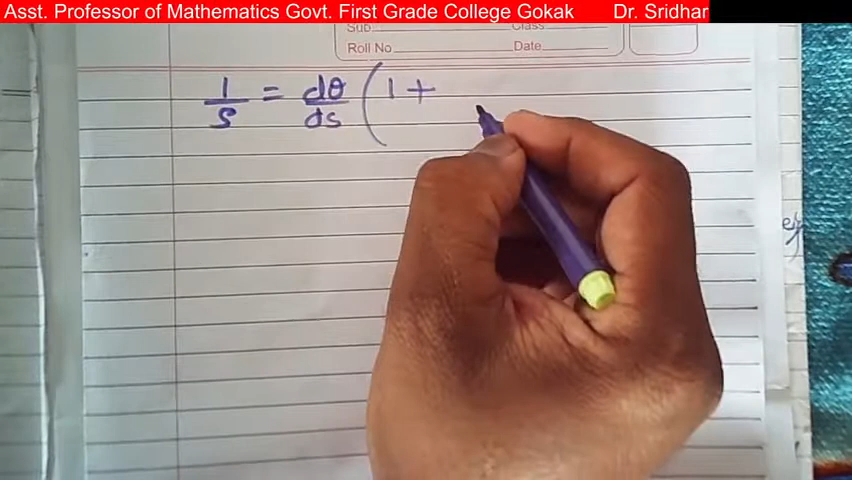 Asst. Professor of Mathematics Govt. First Grade College Gokak Dr. Sridhar
Sub Class
Roll No Date
1/S = dθ/ds (1 +